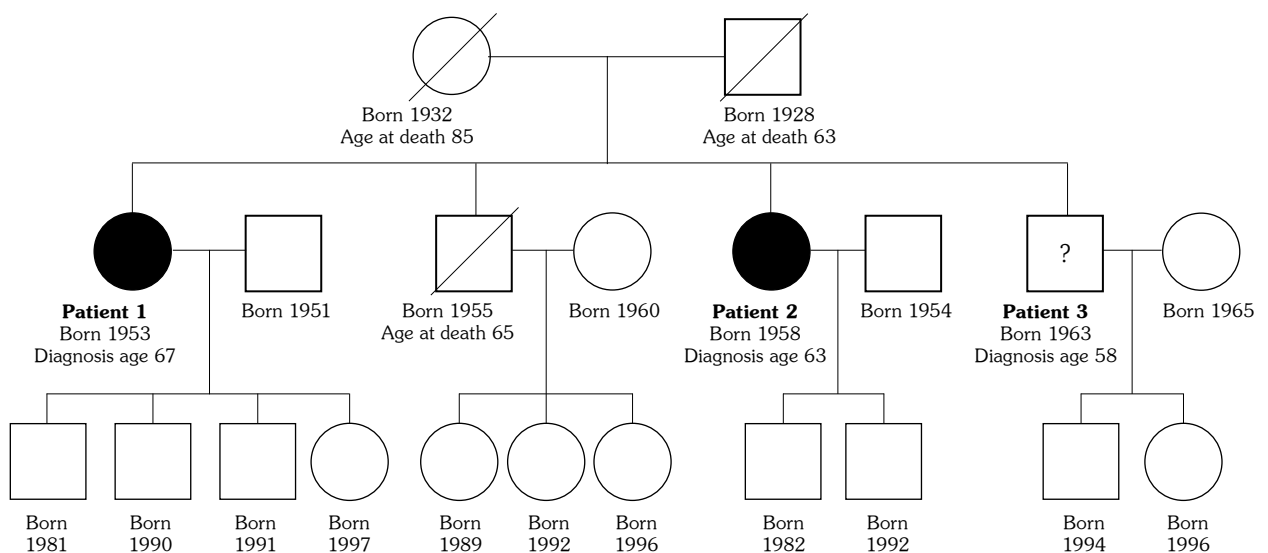 Born 1932
Age at death 85
Born 1928
Age at death 63
?
Patient 1
Born 1953
Diagnosis age 67
Born 1951
Born 1955
Age at death 65
Born 1960
Patient 2
Born 1958
Diagnosis age 63
Born 1954
Patient 3
Born 1963
Diagnosis age 58
Born 1965
Born
1981
Born
1990
Born
1991
Born
1997
Born
1989
Born
1992
Born
1996
Born
1982
Born
1992
Born
1994
Born
1996